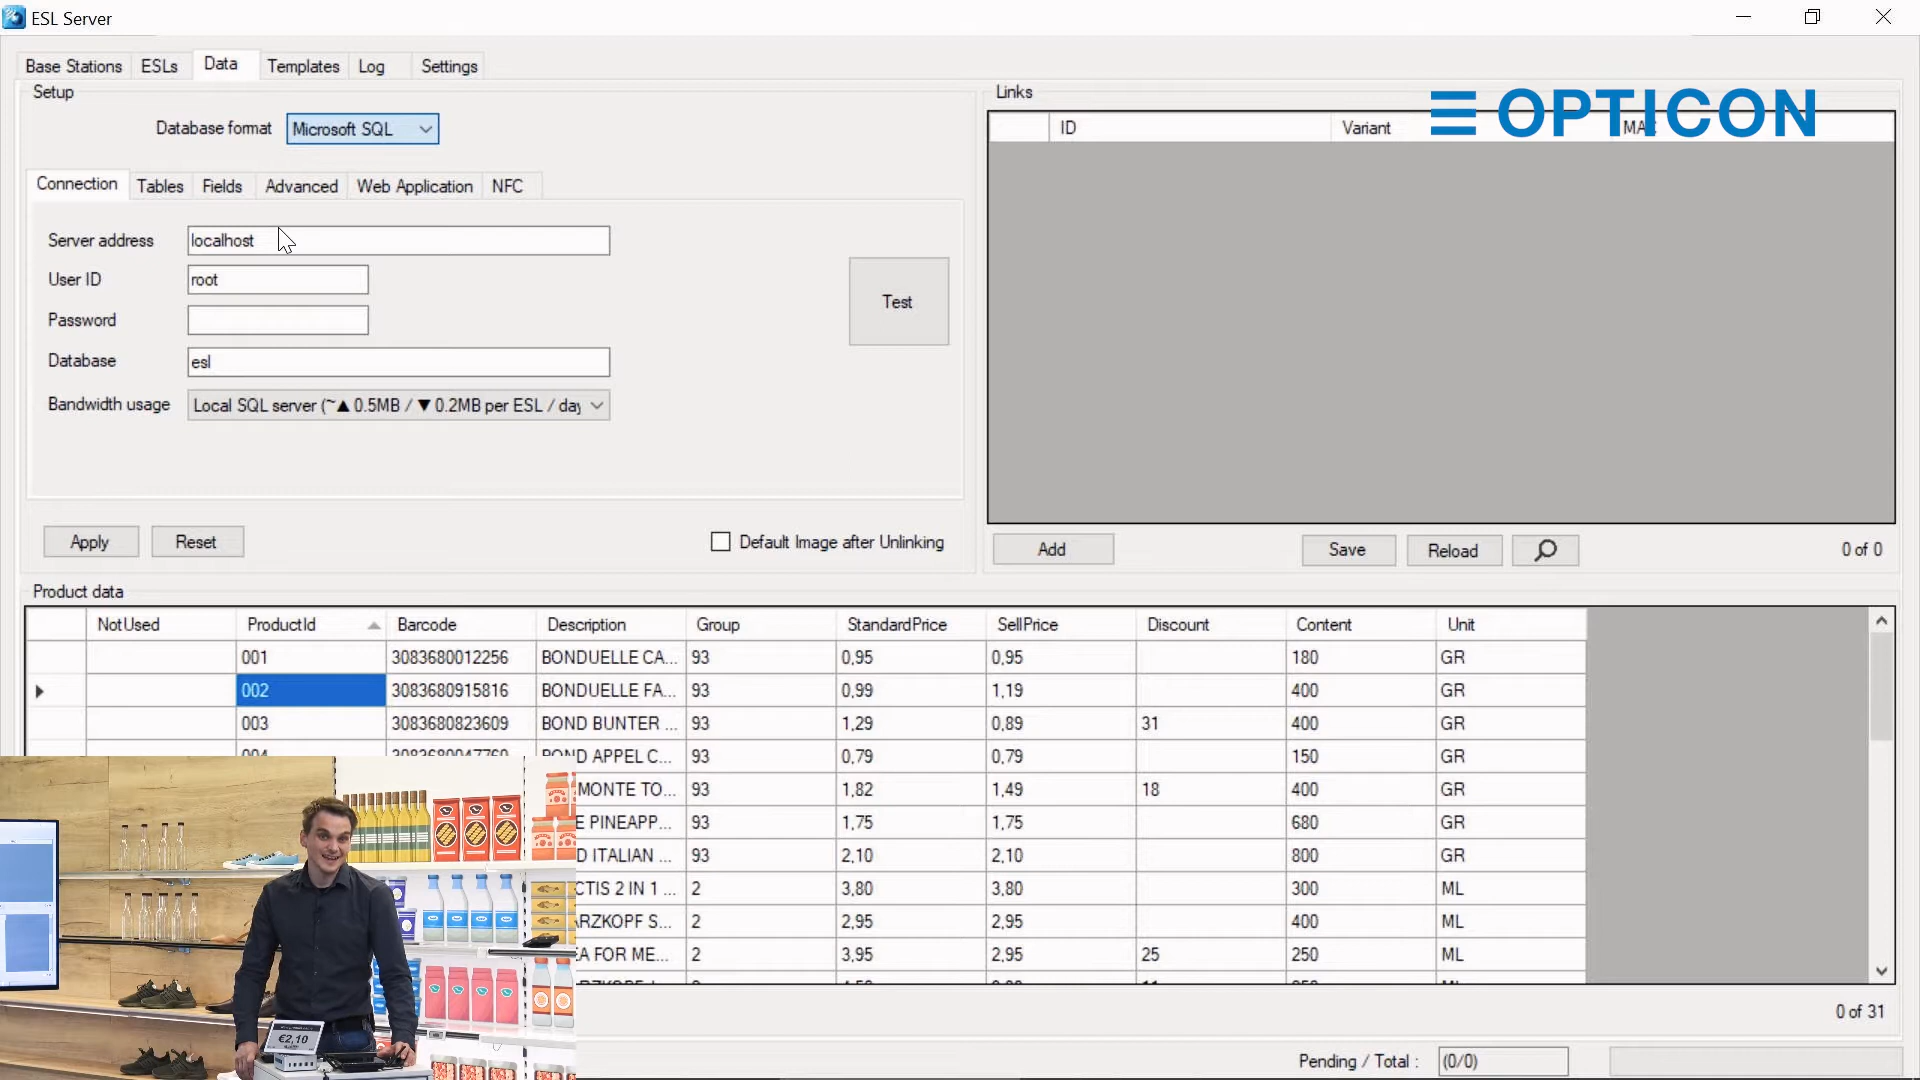 ESL Server
Base Stations ESLs Data Templates Log Settings
Setup
Database format Microsoft SQL
Connection Tables Fields Advanced Web Application NFC
Server address localhost
User ID root
Password
Test
Database esl
Bandwidth usage Local SQL server (~▲ 0.5MB / ▼ 0.2MB per ESL / day
Apply Reset Default Image after Unlinking
Links
OPTICON
ID Variant
Add Save Reload 0 of 0
Product data
NotUsed ProductId Barcode Description Group StandardPrice SellPrice Discount Content Unit
001 3083680012256 BONDUELLE CA... 93 0,95 0,95 180 GR
002 3083680915816 BONDUELLE FA... 93 0,99 1,19 400 GR
003 3083680823609 BOND BUNTER ... 93 1,29 0,89 31 400 GR
004 3083680047760 BOND APPEL C... 93 0,79 0,79 150 GR
MONTE TO... 93 1,82 1,49 18 400 GR
E PINEAPP... 93 1,75 1,75 680 GR
D ITALIAN ... 93 2,10 2,10 800 GR
CTIS 2 IN 1 ... 2 3,80 3,80 300 ML
ARZKOPF S... 2 2,95 2,95 400 ML
EA FOR ME... 2 3,95 2,95 25 250 ML
€2,10
0 of 31
Pending / Total : (0/0)